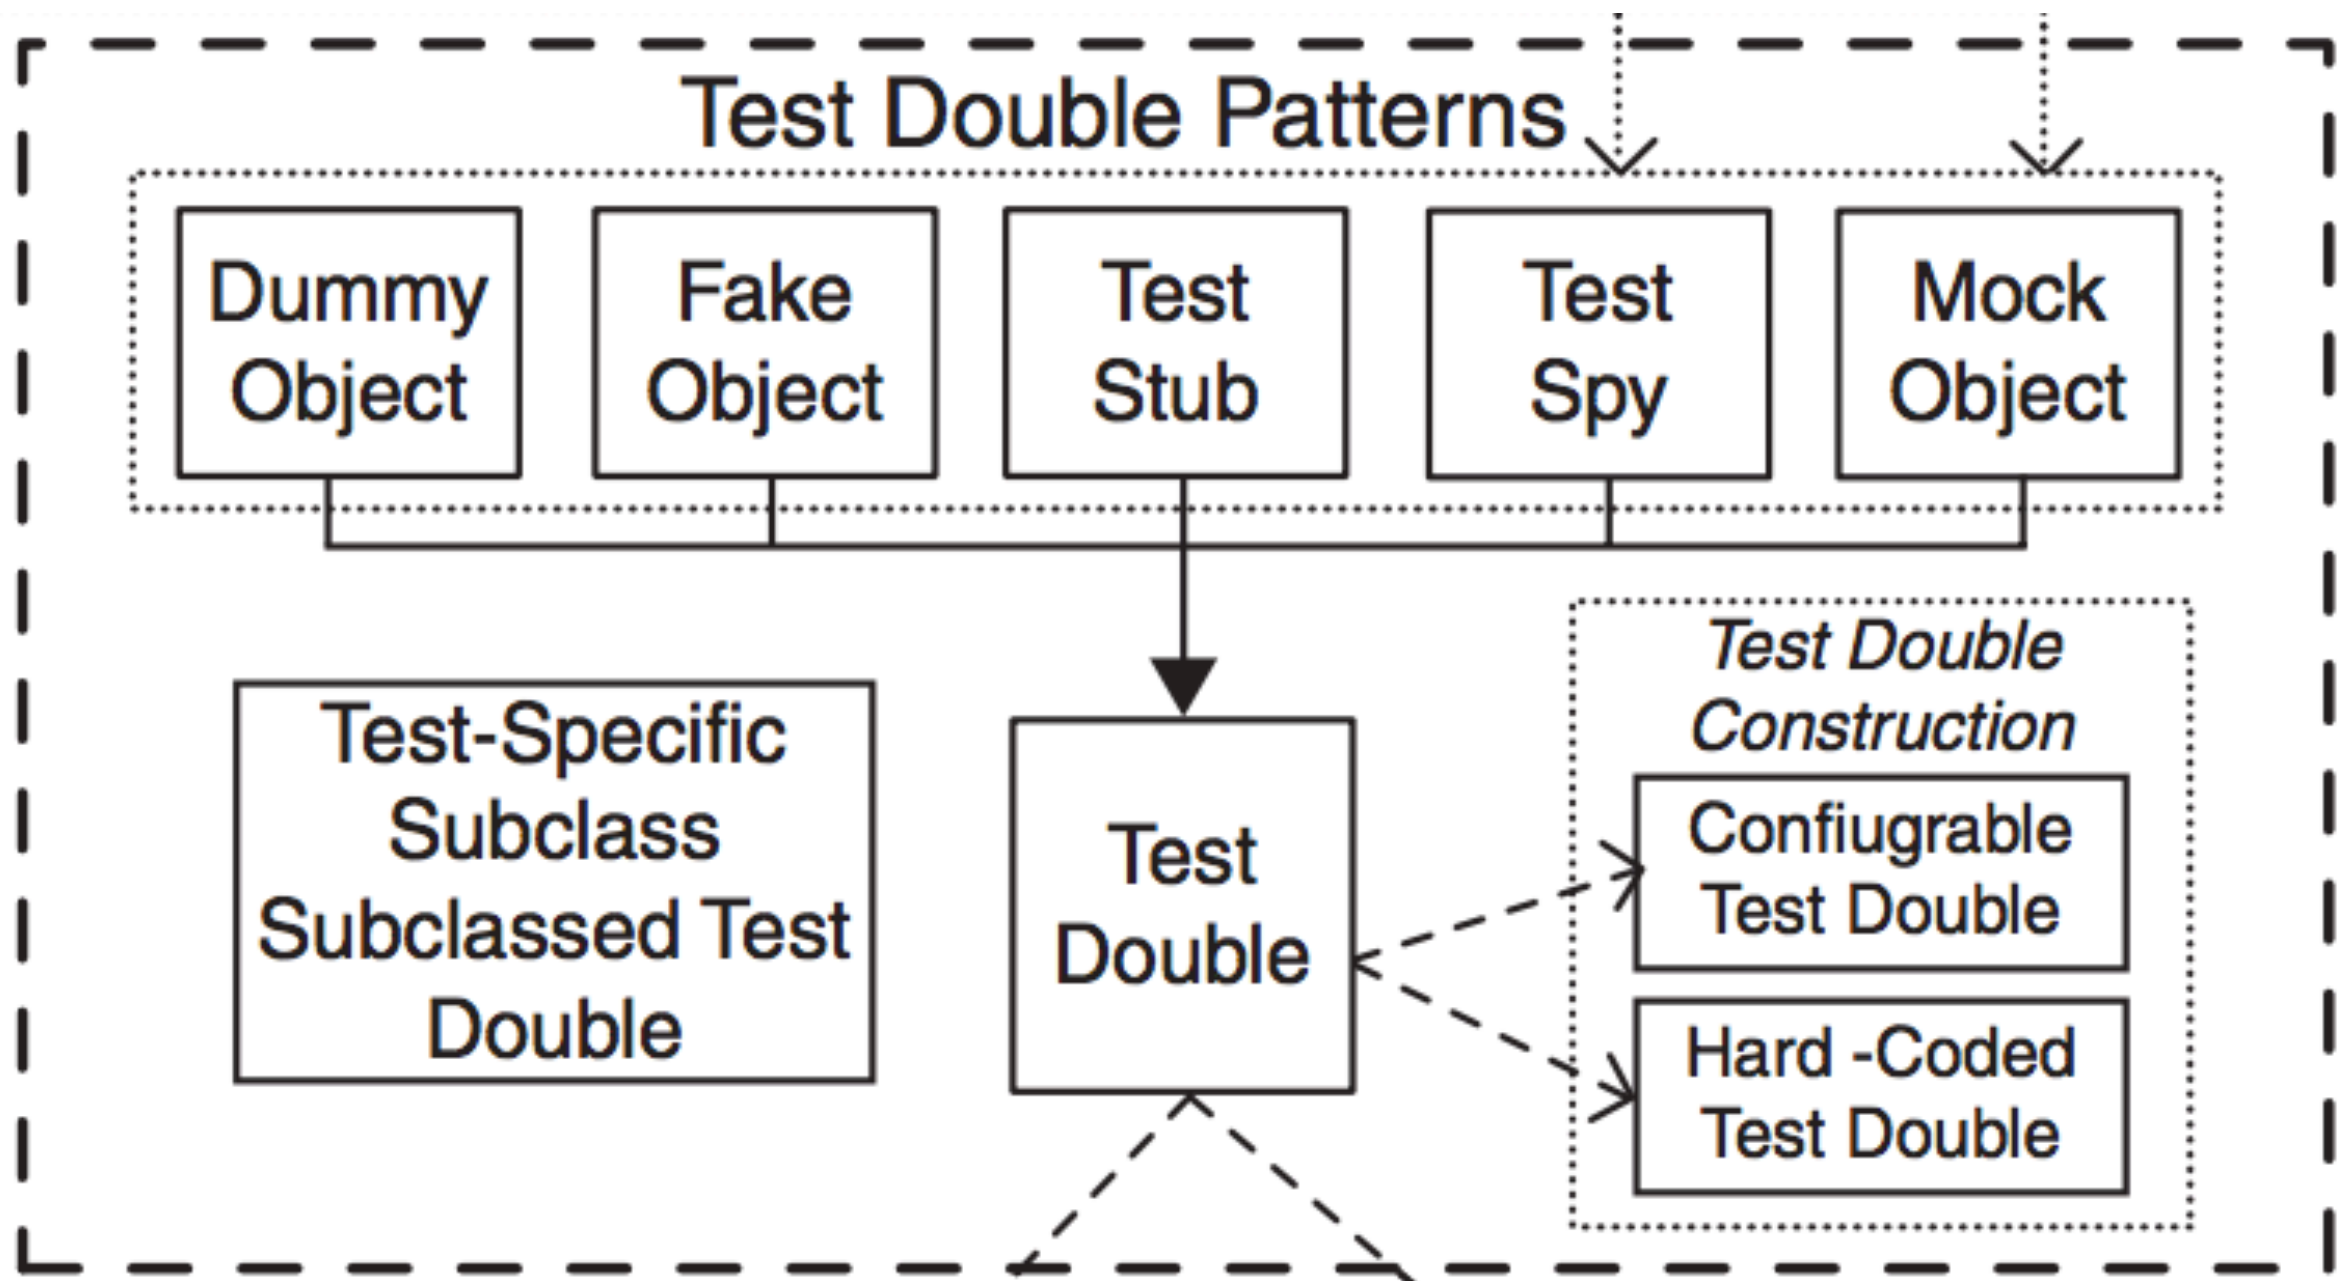 Test Double Patterns
Dummy
Object
Fake
Object
Test
Stub
Test
Spy
Mock
Object
Test-Specific
Subclass
Subclassed Test
Double
Test
Double
Test Double
Construction
Confiugrable
Test Double
Hard -Coded
Test Double